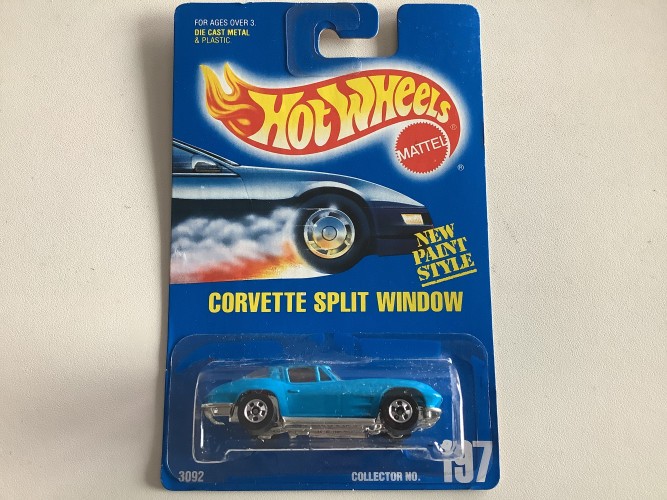 FOR AGES OVER 3.
DIE CAST METAL
& PLASTIC
HOT WHEELS
®
MATTEL
®
NEW
PAINT
STYLE
CORVETTE SPLIT WINDOW
3092
COLLECTOR NO. 197